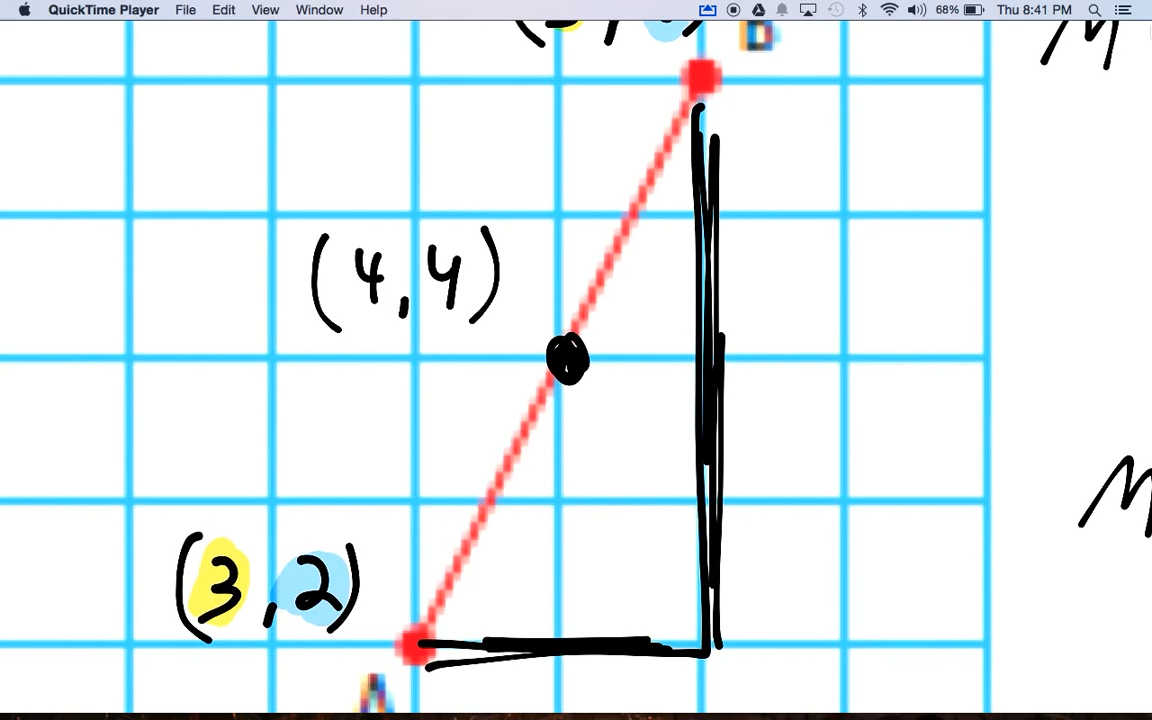 QuickTime Player File Edit View Window Help 68% Thu 8:41 PM
B
(4,4)
(3,2)
A